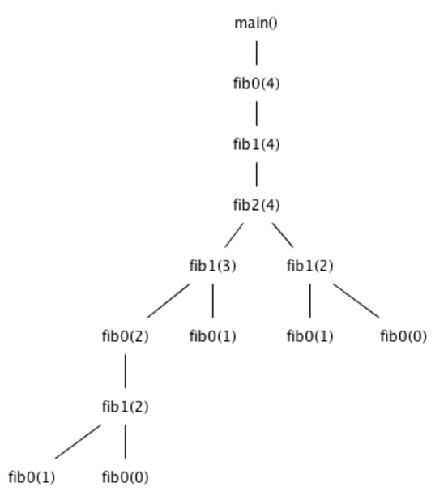 main()
fib0(4)
fib1(4)
fib2(4)
fib1(3) fib1(2)
fib0(2) fib0(1) fib0(1) fib0(0)
fib1(2)
fib0(1) fib0(0)